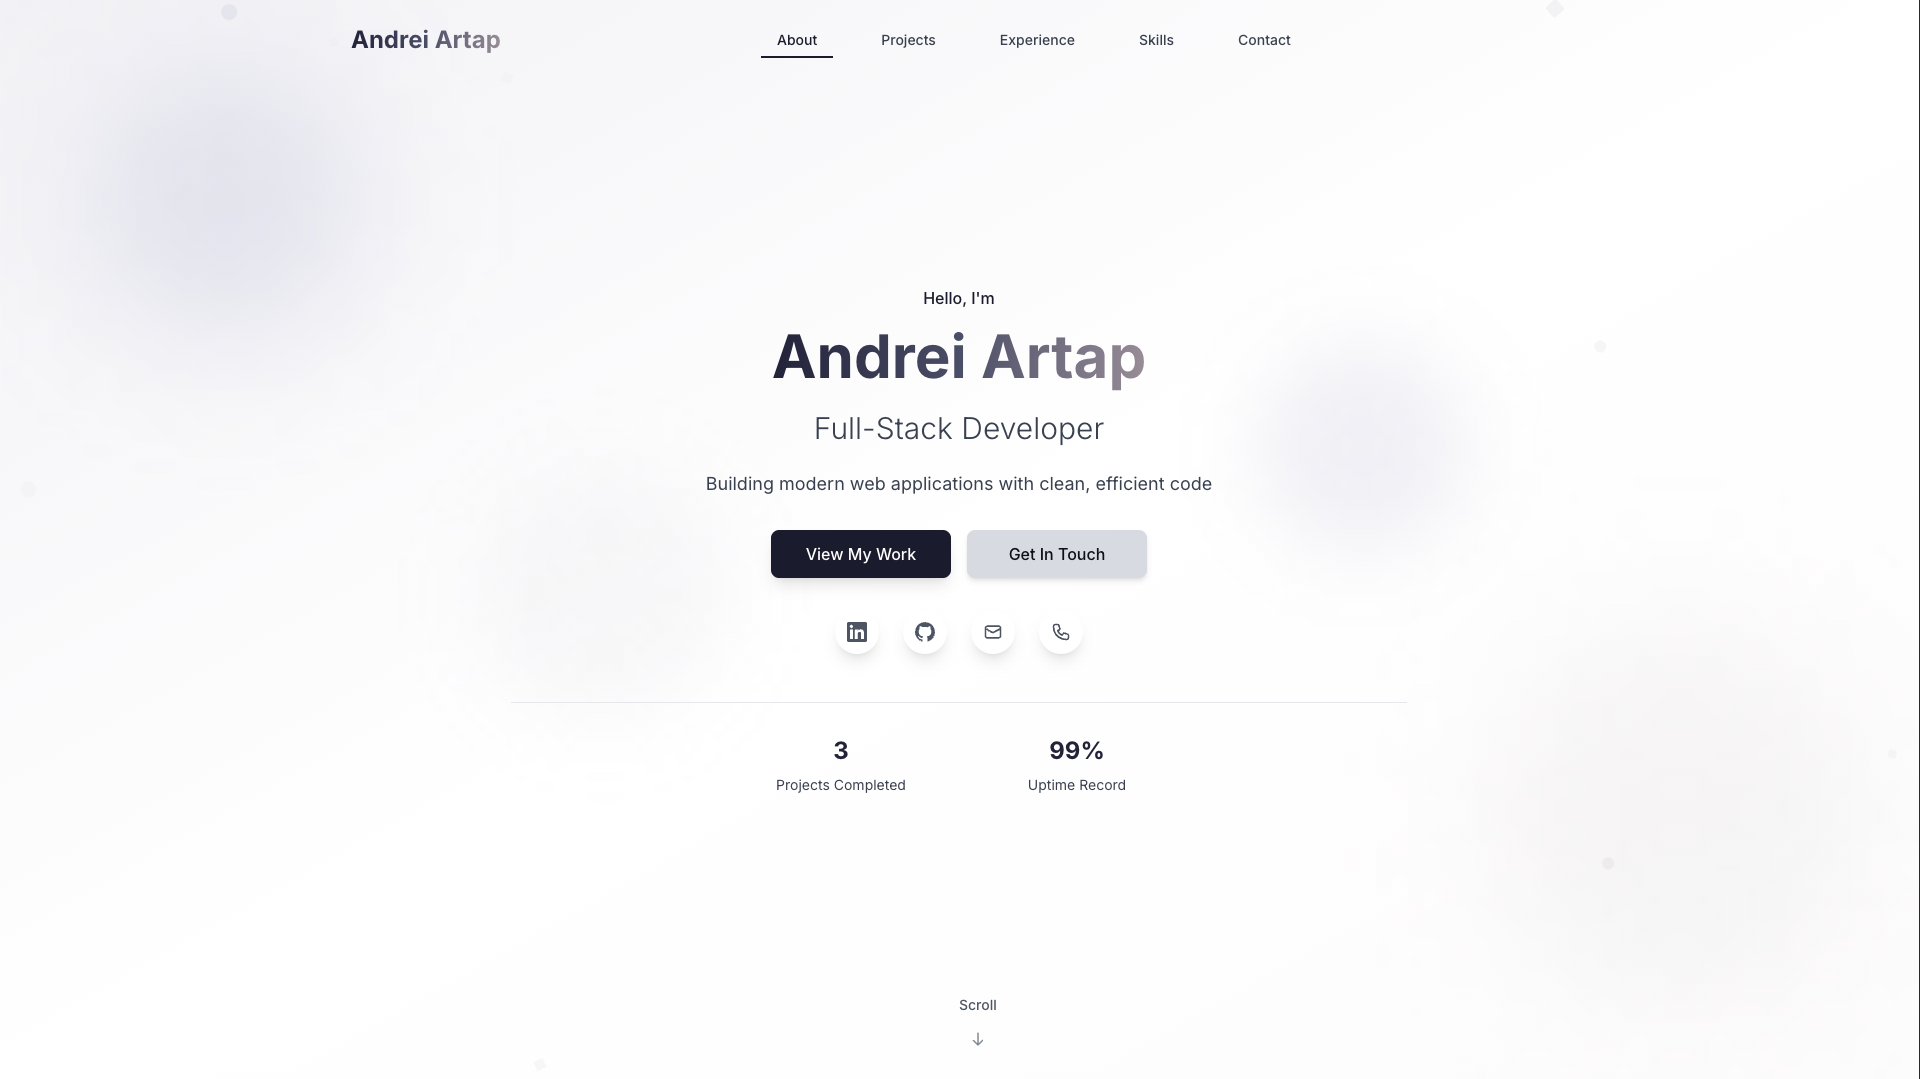 Andrei Artap
About Projects Experience Skills Contact
Hello, I'm
Andrei Artap
Full-Stack Developer
Building modern web applications with clean, efficient code
View My Work Get In Touch
3 99%
Projects Completed Uptime Record
Scroll